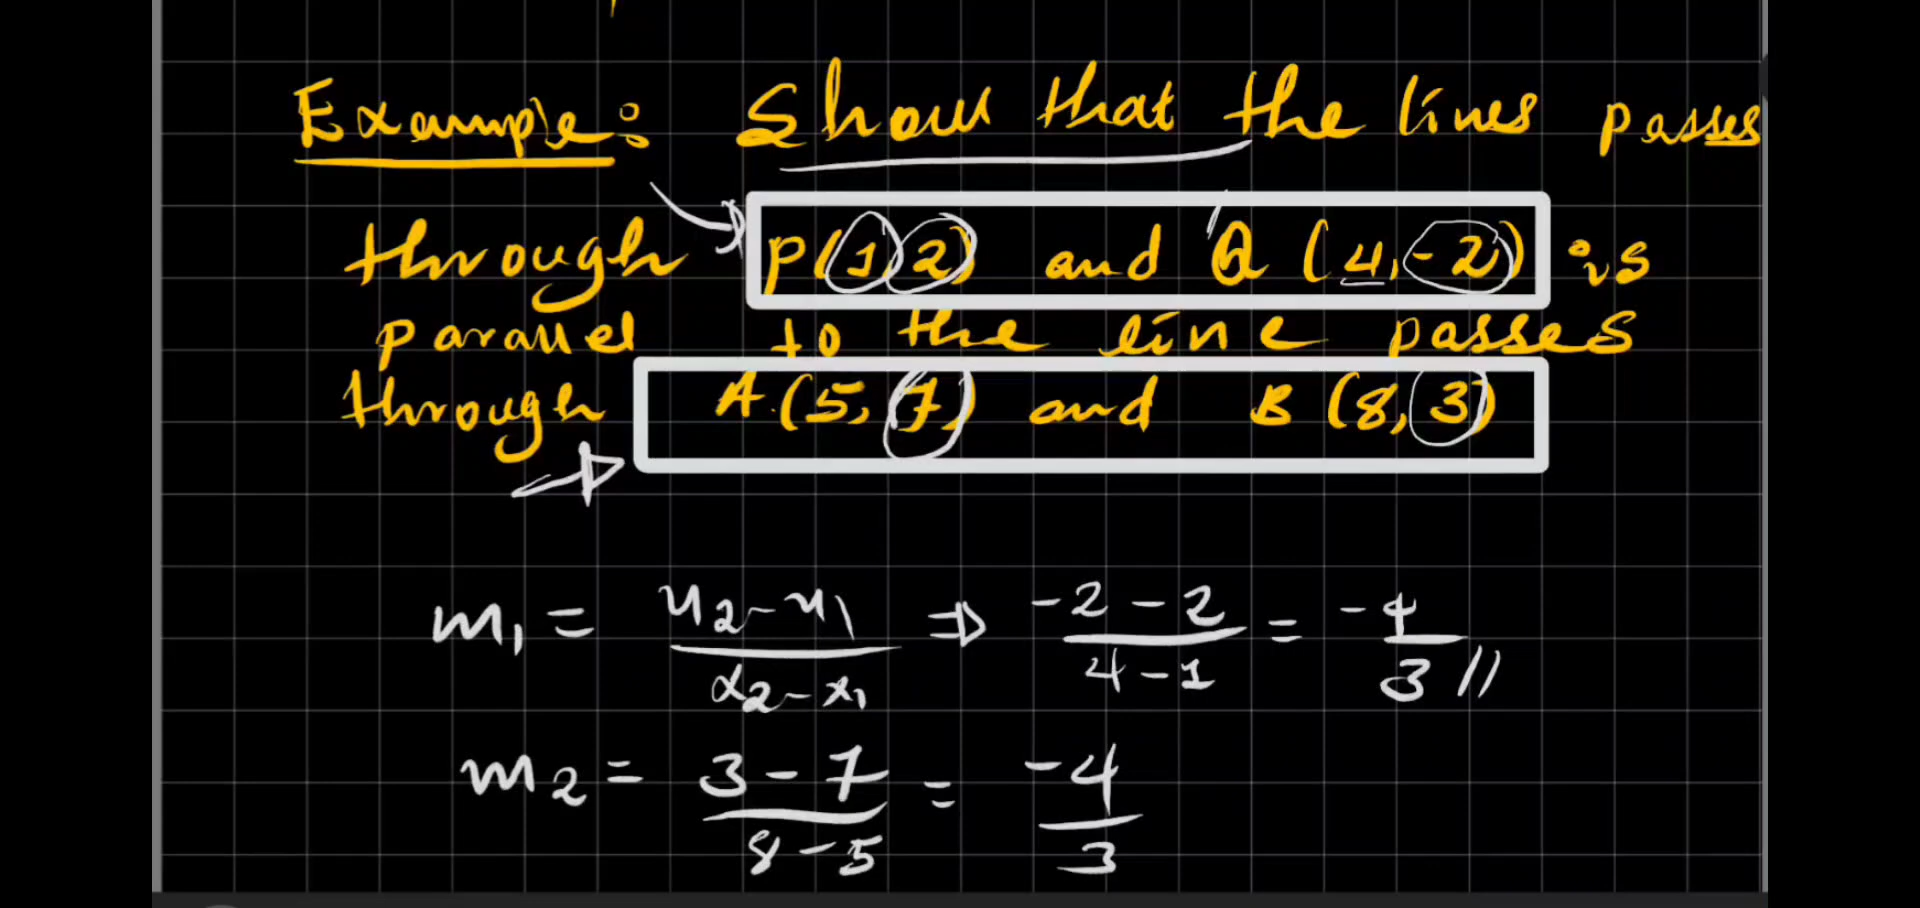 Example: Show that the lines passes
through P(1,2) and Q (4,-2) is
parallel to the line passes
through A.(5,7) and B (8,3)
m₁ = y₂-y₁ / x₂-x₁ ⇒ -2-2 / 4-1 = -4 / 3 //
m₂ = 3-7 / 8-5 = -4 / 3